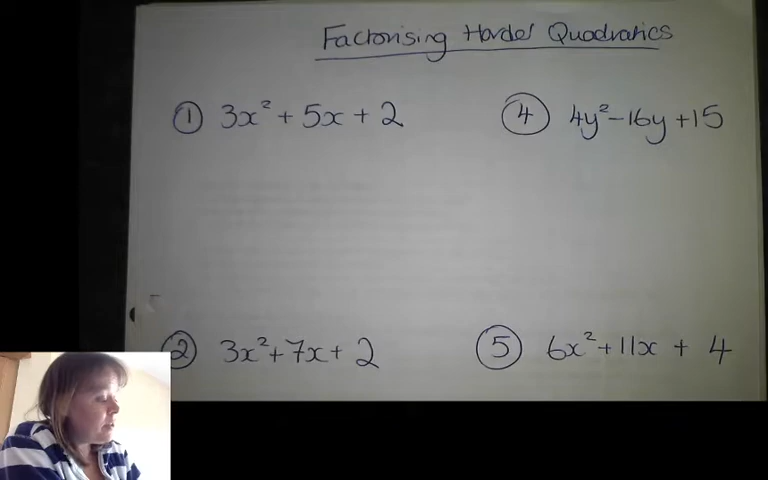 Factorising Harder Quadratics
① 3x² + 5x + 2
④ 4y² - 16y + 15
② 3x² + 7x + 2
⑤ 6x² + 11x + 4